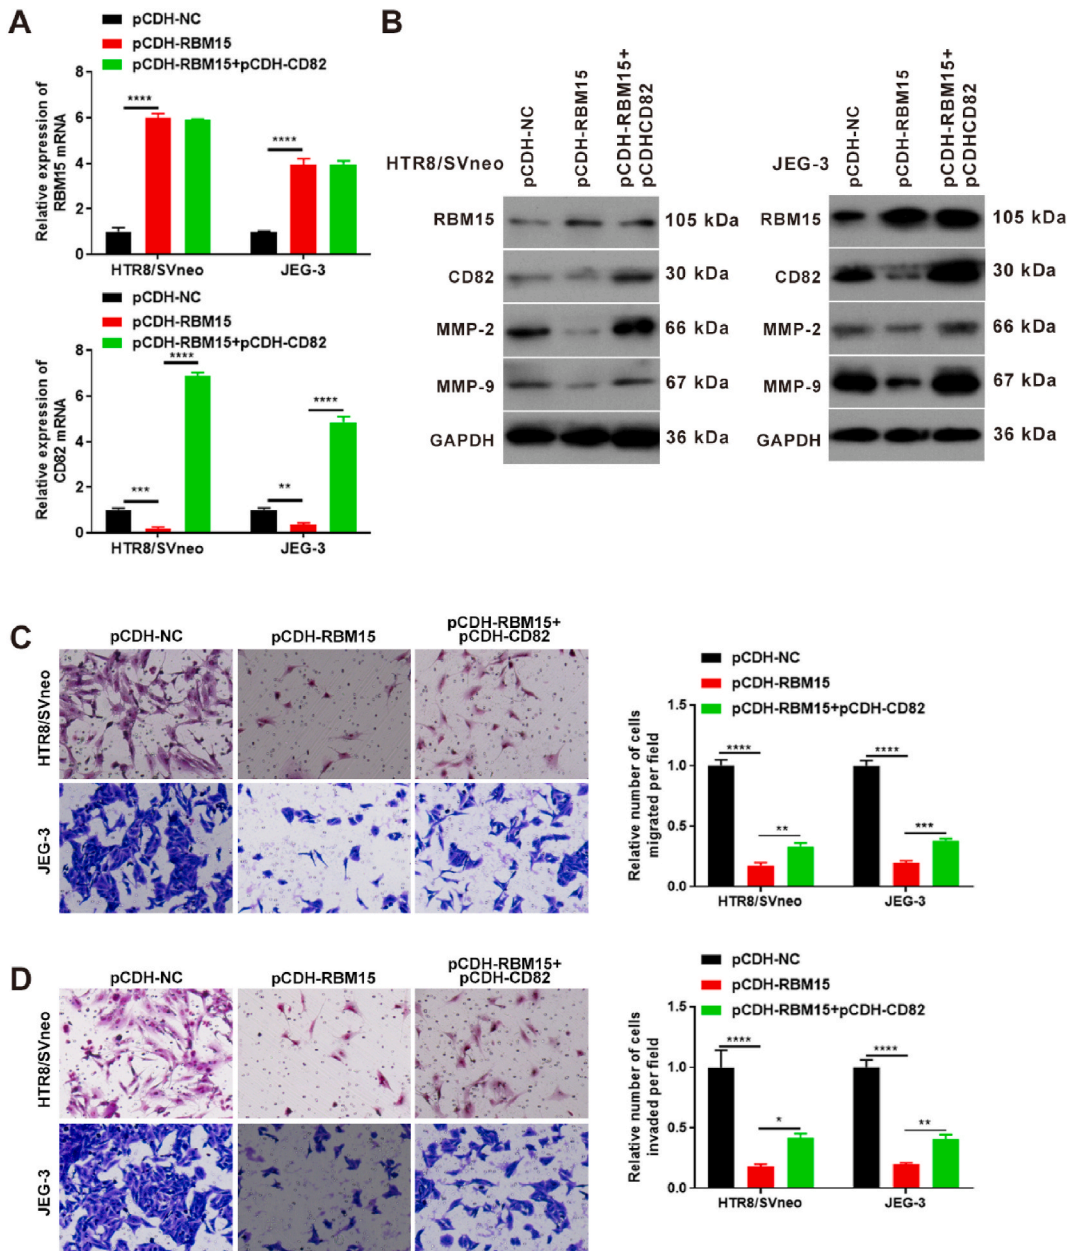 A
pCDH-NC
pCDH-RBM15
pCDH-RBM15+pCDH-CD82
Relative expression of
RBM15 mRNA
8
6
4
2
0
****
****
HTR8/SVneo
JEG-3
pCDH-NC
pCDH-RBM15
pCDH-RBM15+pCDH-CD82
Relative expression of
CD82 mRNA
8
4
2
0
****
****
***
**
HTR8/SVneo
JEG-3
B
HTR8/SVneo
pCDH-NC
pCDH-RBM15
pCDH-RBM15+
pCDHCD82
RBM15
105 kDa
CD82
30 kDa
MMP-2
66 kDa
MMP-9
67 kDa
GAPDH
36 kDa
JEG-3
pCDH-NC
pCDH-RBM15
pCDH-RBM15+
pCDHCD82
RBM15
105 kDa
CD82
30 kDa
MMP-2
66 kDa
MMP-9
67 kDa
GAPDH
36 kDa
C
pCDH-NC
pCDH-RBM15
pCDH-RBM15+
pCDH-CD82
HTR8/SVneo
JEG-3
pCDH-NC
pCDH-RBM15
pCDH-RBM15+pCDH-CD82
Relative number of cells
migrated per field
1.5
1.0
0.5
0.0
****
**
****
***
HTR8/SVneo
JEG-3
D
pCDH-NC
pCDH-RBM15
pCDH-RBM15+
pCDH-CD82
HTR8/SVneo
JEG-3
pCDH-NC
pCDH-RBM15
pCDH-RBM15+pCDH-CD82
Relative number of cells
invaded per field
1.5
1.0
0.5
0.0
****
*
****
**
HTR8/SVneo
JEG-3